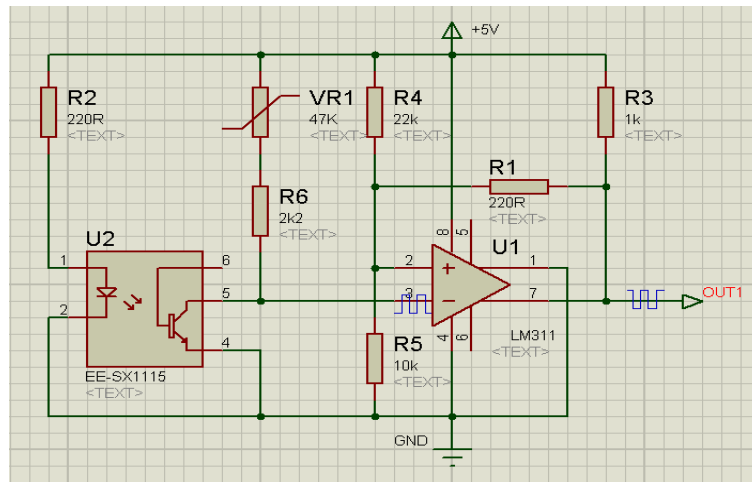 +5V
R2
220R
<TEXT>
VR1
47K
<TEXT>
R4
22k
<TEXT>
R3
1k
<TEXT>
R6
2k2
<TEXT>
R1
220R
<TEXT>
U2
1
2
6
5
4
EE-SX1115
<TEXT>
8
5
U1
2
3
+
−
1
7
4
6
LM311
<TEXT>
OUT1
R5
10k
<TEXT>
GND